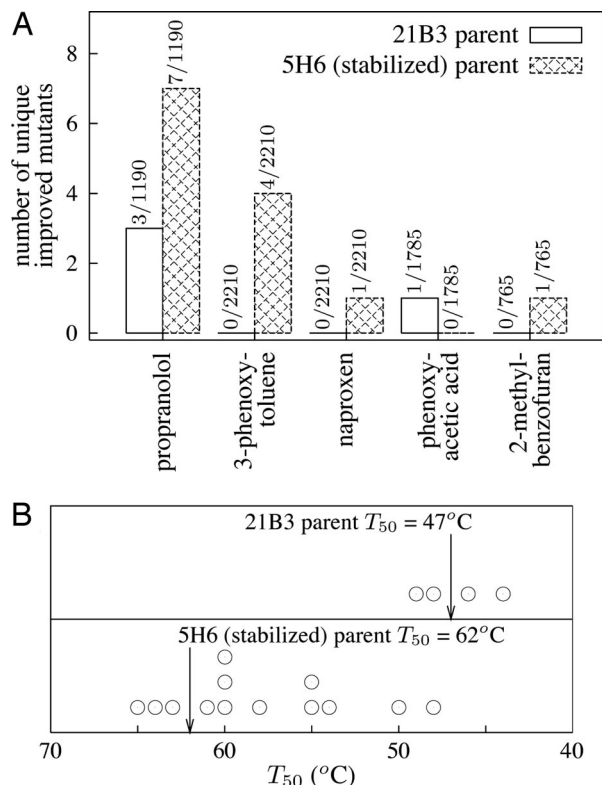 A
21B3 parent
5H6 (stabilized) parent
number of unique
improved mutants
8
6
4
2
0
3/1190
7/1190
0/2210
4/2210
0/2210
1/2210
1/1785
0/1785
0/765
1/765
propranolol
3-phenoxy-
toluene
naproxen
phenoxy-
acetic acid
2-methyl-
benzofuran
B
21B3 parent T50 = 47°C
5H6 (stabilized) parent T50 = 62°C
70
60
50
40
T50 (°C)